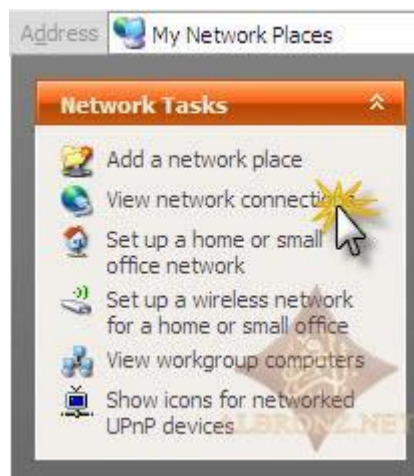 Address My Network Places
Network Tasks
Add a network place
View network connections
Set up a home or small
office network
Set up a wireless network
for a home or small office
View workgroup computers
Show icons for networked
UPnP devices